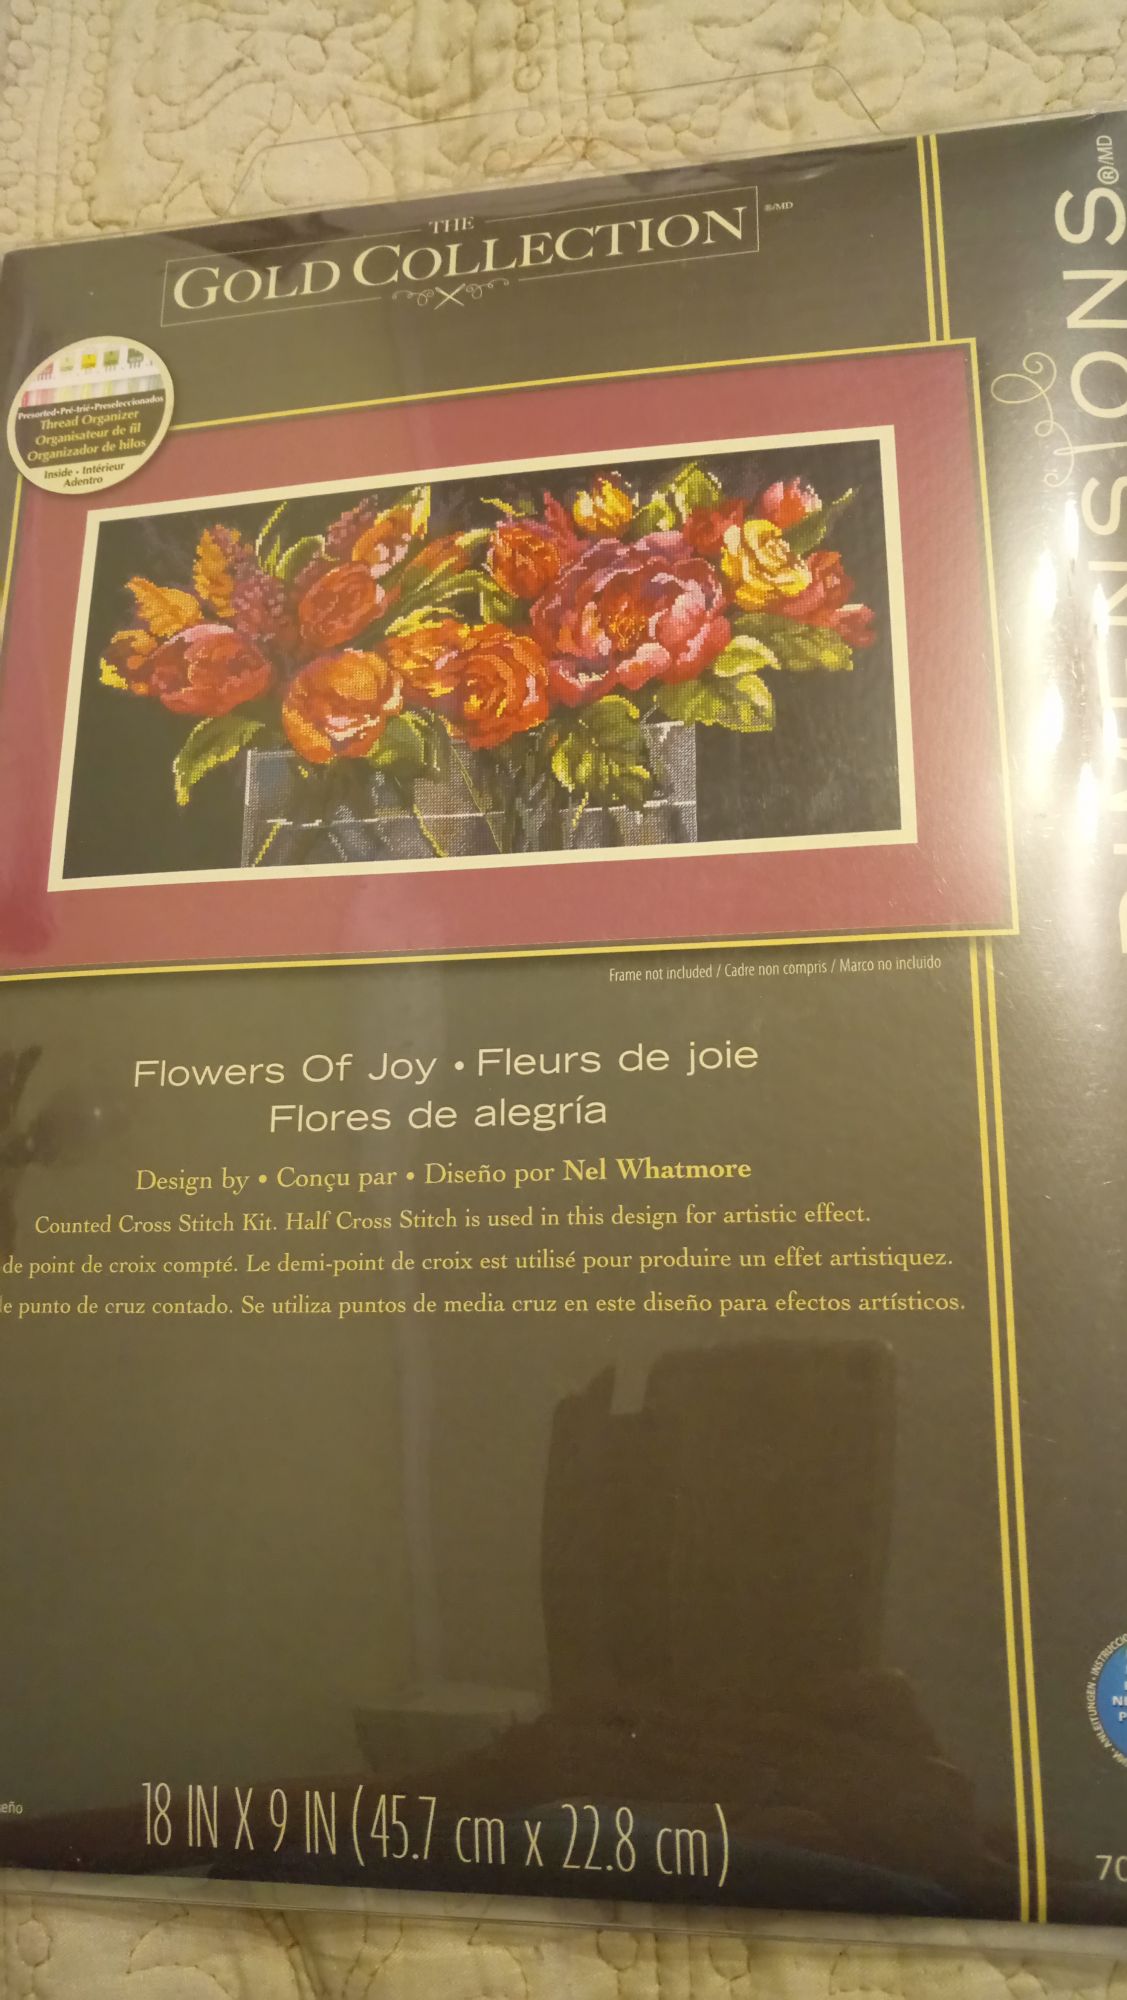 THE
GOLD COLLECTION ®/MD
Presorted•Pré-trié•Preseleccionados
Thread Organizer
Organisateur de fil
Organizador de hilos
Inside • Intérieur
Adentro
DIMENSIONS®/MD
Frame not included / Cadre non compris / Marco no incluido
Flowers Of Joy • Fleurs de joie
Flores de alegría
Design by • Conçu par • Diseño por Nel Whatmore
Counted Cross Stitch Kit. Half Cross Stitch is used in this design for artistic effect.
de point de croix compté. Le demi-point de croix est utilisé pour produire un effet artistiquez.
punto de cruz contado. Se utiliza puntos de media cruz en este diseño para efectos artísticos.
ANLEITUNGEN
18 IN X 9 IN (45.7 cm x 22.8 cm)
70